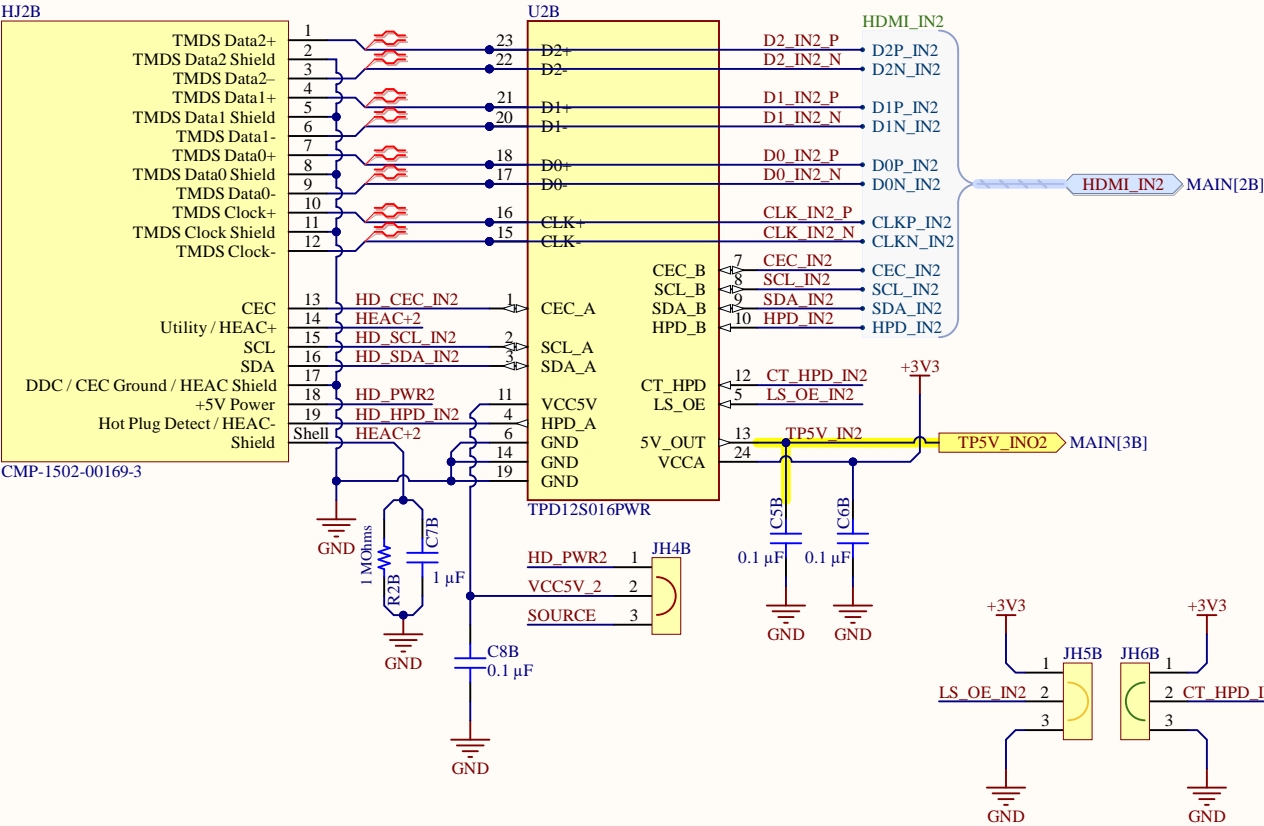 HJ2B
TMDS Data2+ 1
TMDS Data2 Shield 2
TMDS Data2– 3
TMDS Data1+ 4
TMDS Data1 Shield 5
TMDS Data1- 6
TMDS Data0+ 7
TMDS Data0 Shield 8
TMDS Data0- 9
TMDS Clock+ 10
TMDS Clock Shield 11
TMDS Clock- 12
CEC 13 HD_CEC_IN2
Utility / HEAC+ 14 HEAC+2
SCL 15 HD_SCL_IN2
SDA 16 HD_SDA_IN2
DDC / CEC Ground / HEAC Shield 17
+5V Power 18 HD_PWR2
Hot Plug Detect / HEAC- 19 HD_HPD_IN2
Shield Shell HEAC+2
CMP-1502-00169-3
GND
1 MOhms
R2B
C7B
1 µF
GND
U2B
23 D2+
22 D2-
21 D1+
20 D1-
18 D0+
17 D0-
16 CLK+
15 CLK-
1 CEC_A
2 SCL_A
3 SDA_A
11 VCC5V
4 HPD_A
6 GND
14 GND
19 GND
CEC_B 7 CEC_IN2
SCL_B 8 SCL_IN2
SDA_B 9 SDA_IN2
HPD_B 10 HPD_IN2
CT_HPD 12 CT_HPD_IN2
LS_OE 5 LS_OE_IN2
5V_OUT 13 TP5V_IN2
VCCA 24
TPD12S016PWR
D2_IN2_P
D2_IN2_N
D1_IN2_P
D1_IN2_N
D0_IN2_P
D0_IN2_N
CLK_IN2_P
CLK_IN2_N
HDMI_IN2
D2P_IN2
D2N_IN2
D1P_IN2
D1N_IN2
D0P_IN2
D0N_IN2
CLKP_IN2
CLKN_IN2
CEC_IN2
SCL_IN2
SDA_IN2
HPD_IN2
HDMI_IN2 MAIN[2B]
+3V3
TP5V_INO2 MAIN[3B]
C5B
0.1 µF
GND
C6B
0.1 µF
GND
JH4B
HD_PWR2 1
VCC5V_2 2
SOURCE 3
C8B
0.1 µF
GND
+3V3
JH5B
1
LS_OE_IN2 2
3
GND
+3V3
JH6B
1
2 CT_HPD_I
3
GND